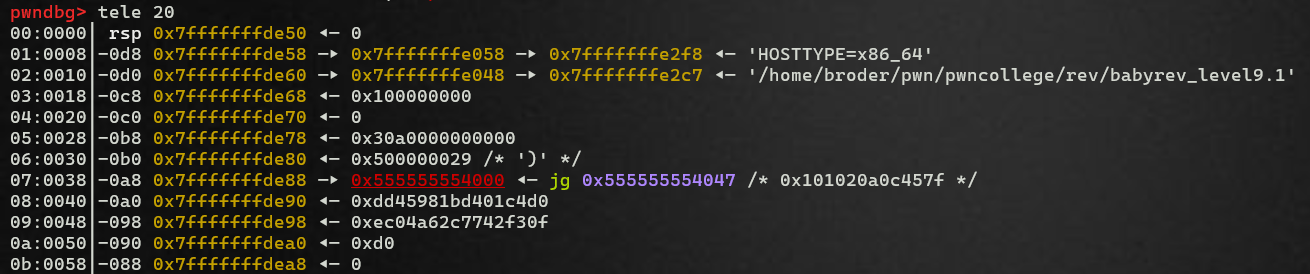 pwndbg> tele 20
00:0000│ rsp 0x7fffffffde50 ◂— 0
01:0008│-0d8 0x7fffffffde58 —▸ 0x7fffffffe058 —▸ 0x7fffffffe2f8 ◂— 'HOSTTYPE=x86_64'
02:0010│-0d0 0x7fffffffde60 —▸ 0x7fffffffe048 —▸ 0x7fffffffe2c7 ◂— '/home/broder/pwn/pwncollege/rev/babyrev_level9.1'
03:0018│-0c8 0x7fffffffde68 ◂— 0x100000000
04:0020│-0c0 0x7fffffffde70 ◂— 0
05:0028│-0b8 0x7fffffffde78 ◂— 0x30a0000000000
06:0030│-0b0 0x7fffffffde80 ◂— 0x500000029 /* ')' */
07:0038│-0a8 0x7fffffffde88 —▸ 0x555555554000 ◂— jg 0x555555554047 /* 0x101020a0c457f */
08:0040│-0a0 0x7fffffffde90 ◂— 0xdd45981bd401c4d0
09:0048│-098 0x7fffffffde98 ◂— 0xec04a62c7742f30f
0a:0050│-090 0x7fffffffdea0 ◂— 0xd0
0b:0058│-088 0x7fffffffdea8 ◂— 0